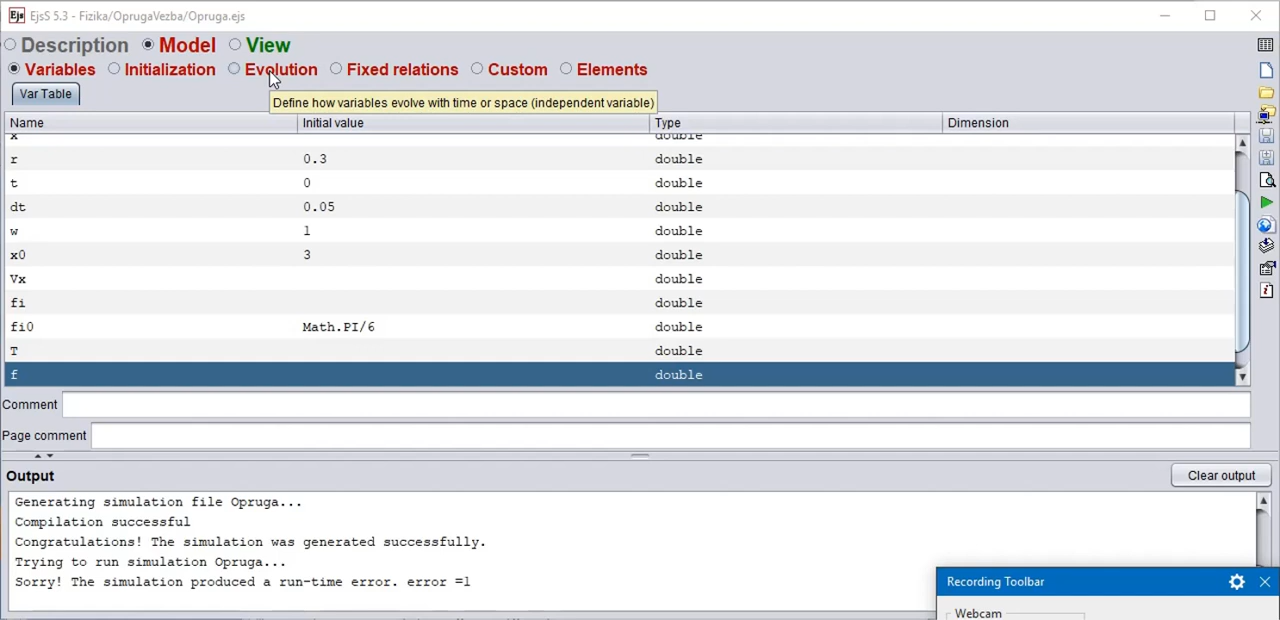 EjsS 5.3 - Fizika/OprugaVezba/Opruga.ejs
Description Model View
Variables Initialization Evolution Fixed relations Custom Elements
Var Table
Define how variables evolve with time or space (independent variable)
Name Initial value Type Dimension
x double
r 0.3 double
t 0 double
dt 0.05 double
w 1 double
x0 3 double
Vx double
fi double
fi0 Math.PI/6 double
T double
f double
Comment
Page comment
Output Clear output
Generating simulation file Opruga...
Compilation successful
Congratulations! The simulation was generated successfully.
Trying to run simulation Opruga...
Sorry! The simulation produced a run-time error. error =1
Recording Toolbar
Webcam